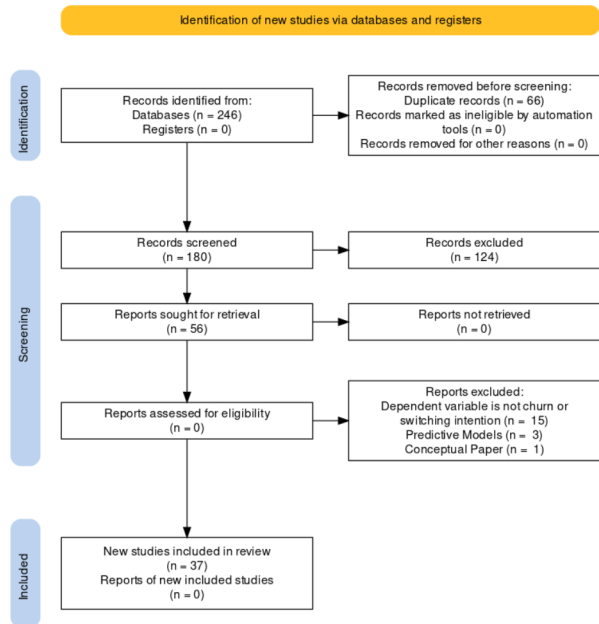 Identification of new studies via databases and registers
Identification
Records identified from:
Databases (n = 246)
Registers (n = 0)
Records removed before screening:
Duplicate records (n = 66)
Records marked as ineligible by automation
tools (n = 0)
Records removed for other reasons (n = 0)
Screening
Records screened
(n = 180)
Records excluded
(n = 124)
Reports sought for retrieval
(n = 56)
Reports not retrieved
(n = 0)
Reports assessed for eligibility
(n = 0)
Reports excluded:
Dependent variable is not churn or
switching intention (n = 15)
Predictive Models (n = 3)
Conceptual Paper (n = 1)
Included
New studies included in review
(n = 37)
Reports of new included studies
(n = 0)